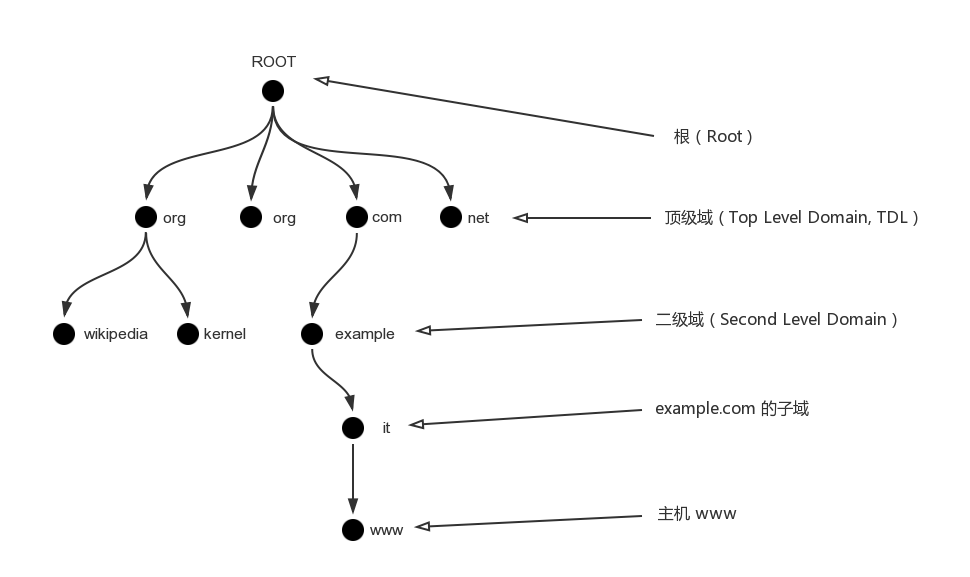 ROOT
根 ( Root )
org
org
com
net
顶级域 ( Top Level Domain, TDL )
wikipedia
kernel
example
二级域 ( Second Level Domain )
example.com 的子域
it
主机 www
www